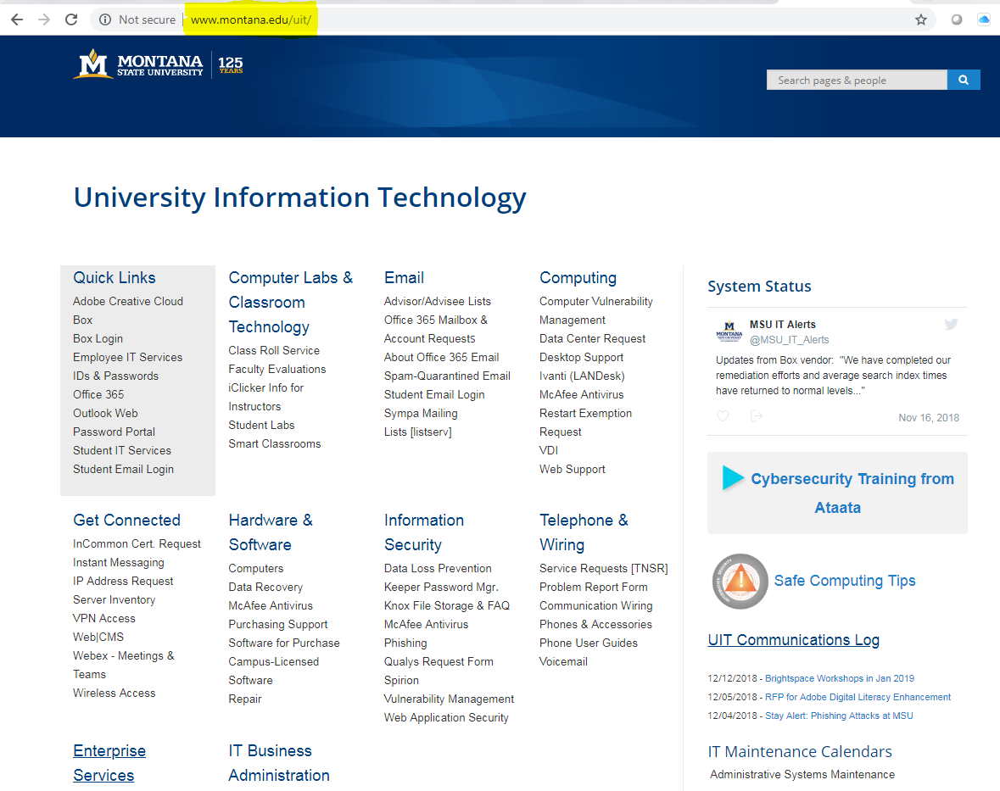 Not secure | www.montana.edu/uit/
MONTANA
STATE UNIVERSITY
125
YEARS
Search pages & people
University Information Technology
Quick Links
Adobe Creative Cloud
Box
Box Login
Employee IT Services
IDs & Passwords
Office 365
Outlook Web
Password Portal
Student IT Services
Student Email Login
Computer Labs &
Classroom
Technology
Class Roll Service
Faculty Evaluations
iClicker Info for
Instructors
Student Labs
Smart Classrooms
Email
Advisor/Advisee Lists
Office 365 Mailbox &
Account Requests
About Office 365 Email
Spam-Quarantined Email
Student Email Login
Sympa Mailing
Lists [listserv]
Computing
Computer Vulnerability
Management
Data Center Request
Desktop Support
Ivanti (LANDesk)
McAfee Antivirus
Restart Exemption
Request
VDI
Web Support
Get Connected
InCommon Cert. Request
Instant Messaging
IP Address Request
Server Inventory
VPN Access
Web|CMS
Webex - Meetings &
Teams
Wireless Access
Hardware &
Software
Computers
Data Recovery
McAfee Antivirus
Purchasing Support
Software for Purchase
Campus-Licensed
Software
Repair
Information
Security
Data Loss Prevention
Keeper Password Mgr.
Knox File Storage & FAQ
McAfee Antivirus
Phishing
Qualys Request Form
Spirion
Vulnerability Management
Web Application Security
Telephone &
Wiring
Service Requests [TNSR]
Problem Report Form
Communication Wiring
Phones & Accessories
Phone User Guides
Voicemail
Enterprise
Services
IT Business
Administration
System Status
M
MONTANA
MSU IT Alerts
@MSU_IT_Alerts
Updates from Box vendor: "We have completed our
remediation efforts and average search index times
have returned to normal levels..."
Nov 16, 2018
Cybersecurity Training from
Ataata
INFORMATION SECURITY
Safe Computing Tips
UIT Communications Log
12/12/2018 - Brightspace Workshops in Jan 2019
12/05/2018 - RFP for Adobe Digital Literacy Enhancement
12/04/2018 - Stay Alert: Phishing Attacks at MSU
IT Maintenance Calendars
Administrative Systems Maintenance